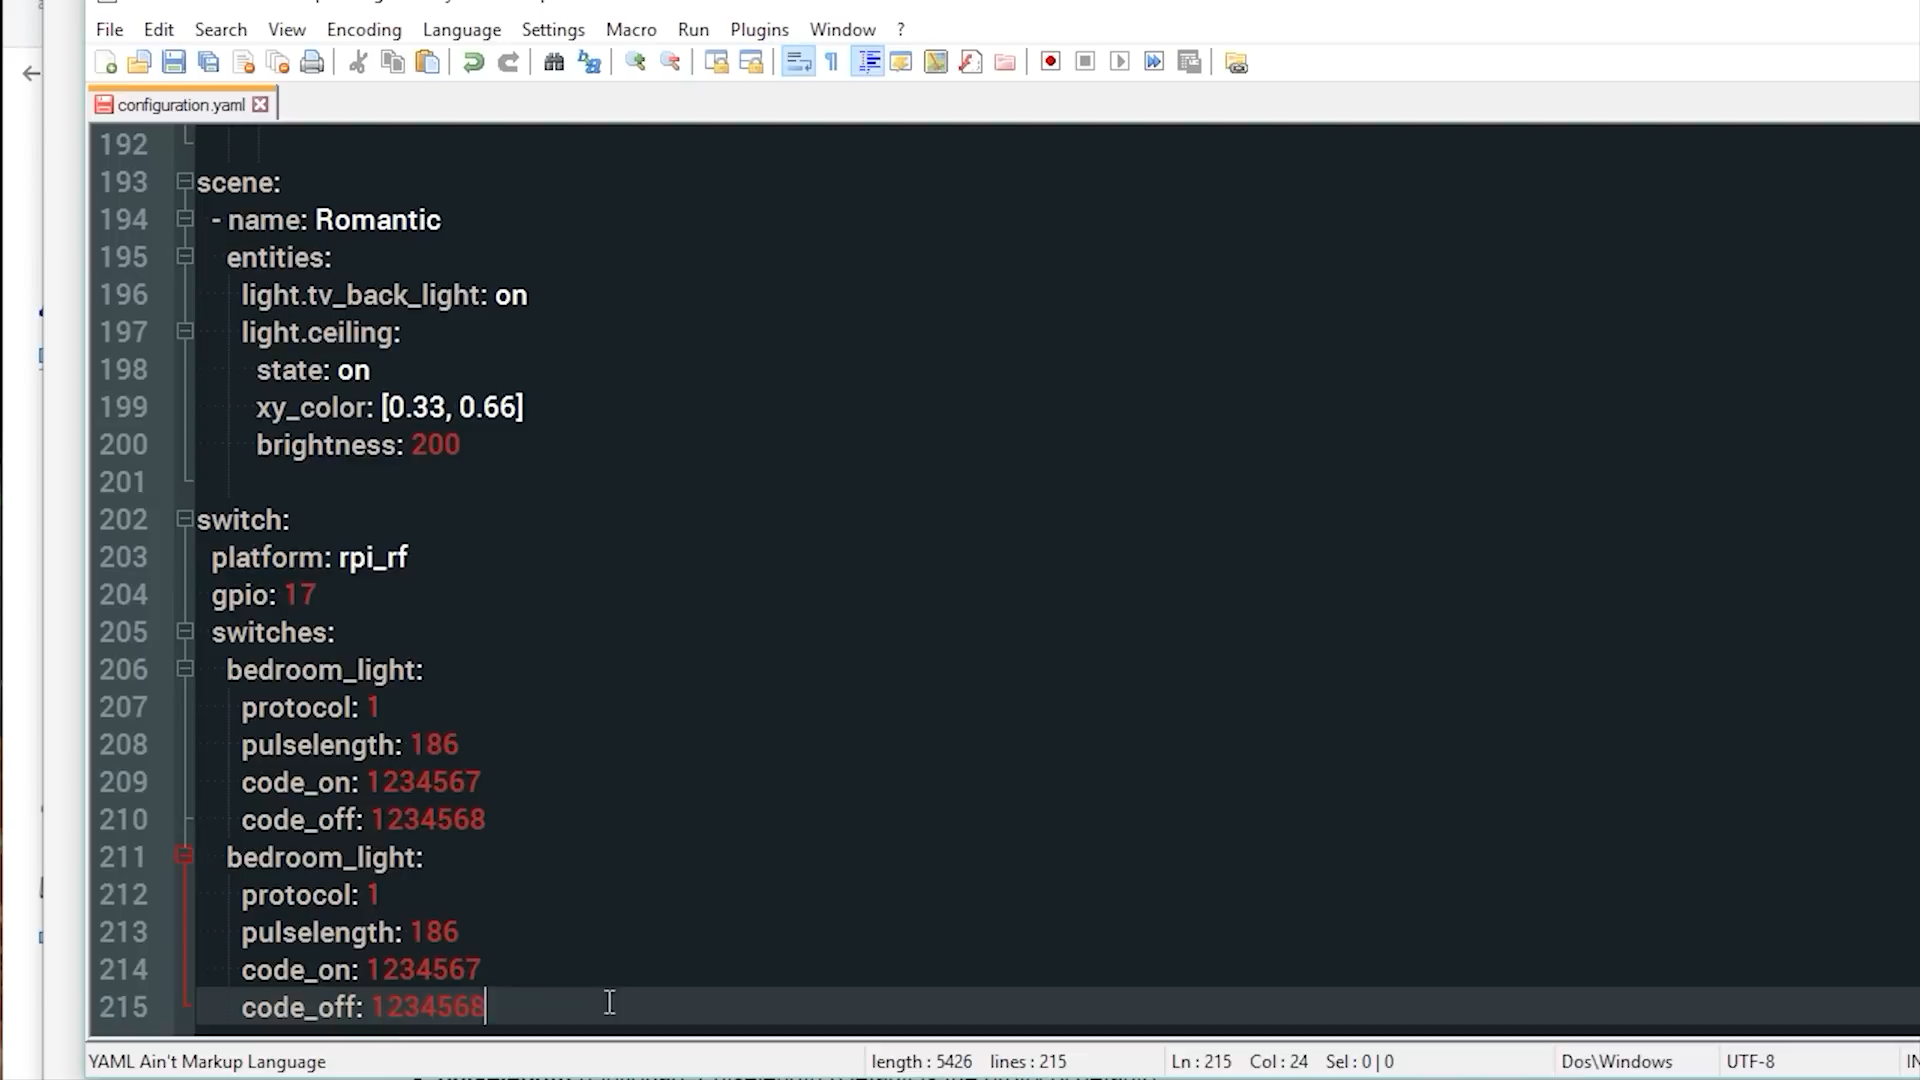 File Edit Search View Encoding Language Settings Macro Run Plugins Window ?
configuration.yaml
192
193 scene:
194 - name: Romantic
195 entities:
196 light.tv_back_light: on
197 light.ceiling:
198 state: on
199 xy_color: [0.33, 0.66]
200 brightness: 200
201
202 switch:
203 platform: rpi_rf
204 gpio: 17
205 switches:
206 bedroom_light:
207 protocol: 1
208 pulselength: 186
209 code_on: 1234567
210 code_off: 1234568
211 bedroom_light:
212 protocol: 1
213 pulselength: 186
214 code_on: 1234567
215 code_off: 1234568
YAML Ain't Markup Language length : 5426 lines : 215 Ln : 215 Col : 24 Sel : 0 | 0 Dos\Windows UTF-8